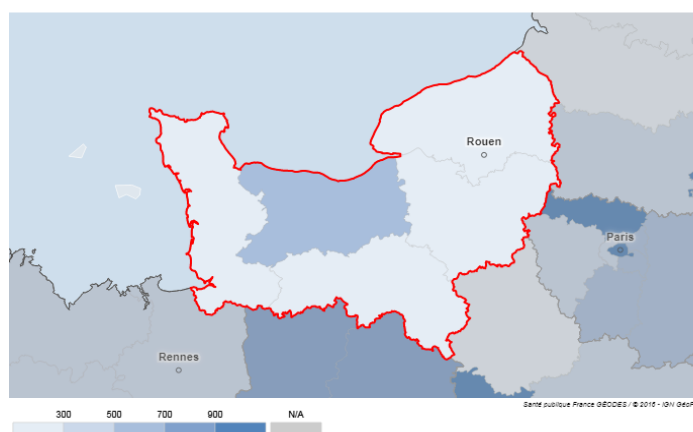 Rouen
Paris
Rennes
Santé publique France GÉODES / © 2016 - IGN GéoF
300 500 700 900 N/A